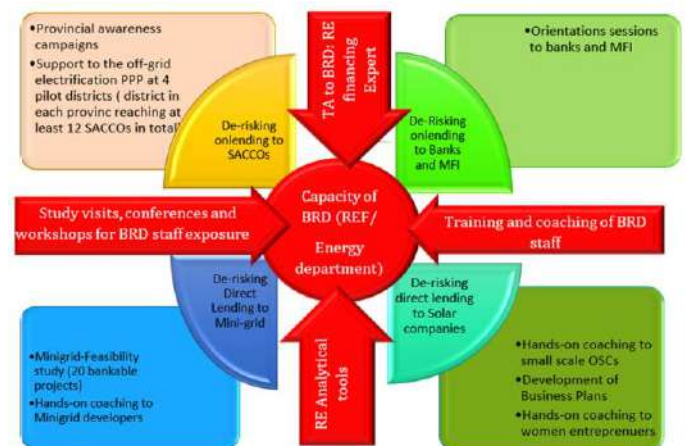 •Provincial awareness
campaigns
•Support to the off-grid
electrification PPP at 4
pilot districts ( district in
each provinc reaching at
least 12 SACCOs in total
TA to BRD: RE
financing
Expert
•Orientations sessions
to banks and MFI
De-risking
onlending to
SACCOs
De-Risking
onlending
to Banks
and MFI
Study visits, conferences and
workshops for BRD staff exposure
Capacity of
BRD (REF/
Energy
department)
Training and coaching of BRD
staff
De-risking
Direct
Lending to
Mini-grid
De-risking
direct lending
to Solar
companies
•Minigrid-Feasibility
study (20 bankable
projects)
•Hands-on coaching to
Minigrid developers
RE Analytical
tools
•Hands-on coaching to
small scale OSCs
•Development of
Business Plans
•Hands-on coaching to
women entreprenuers